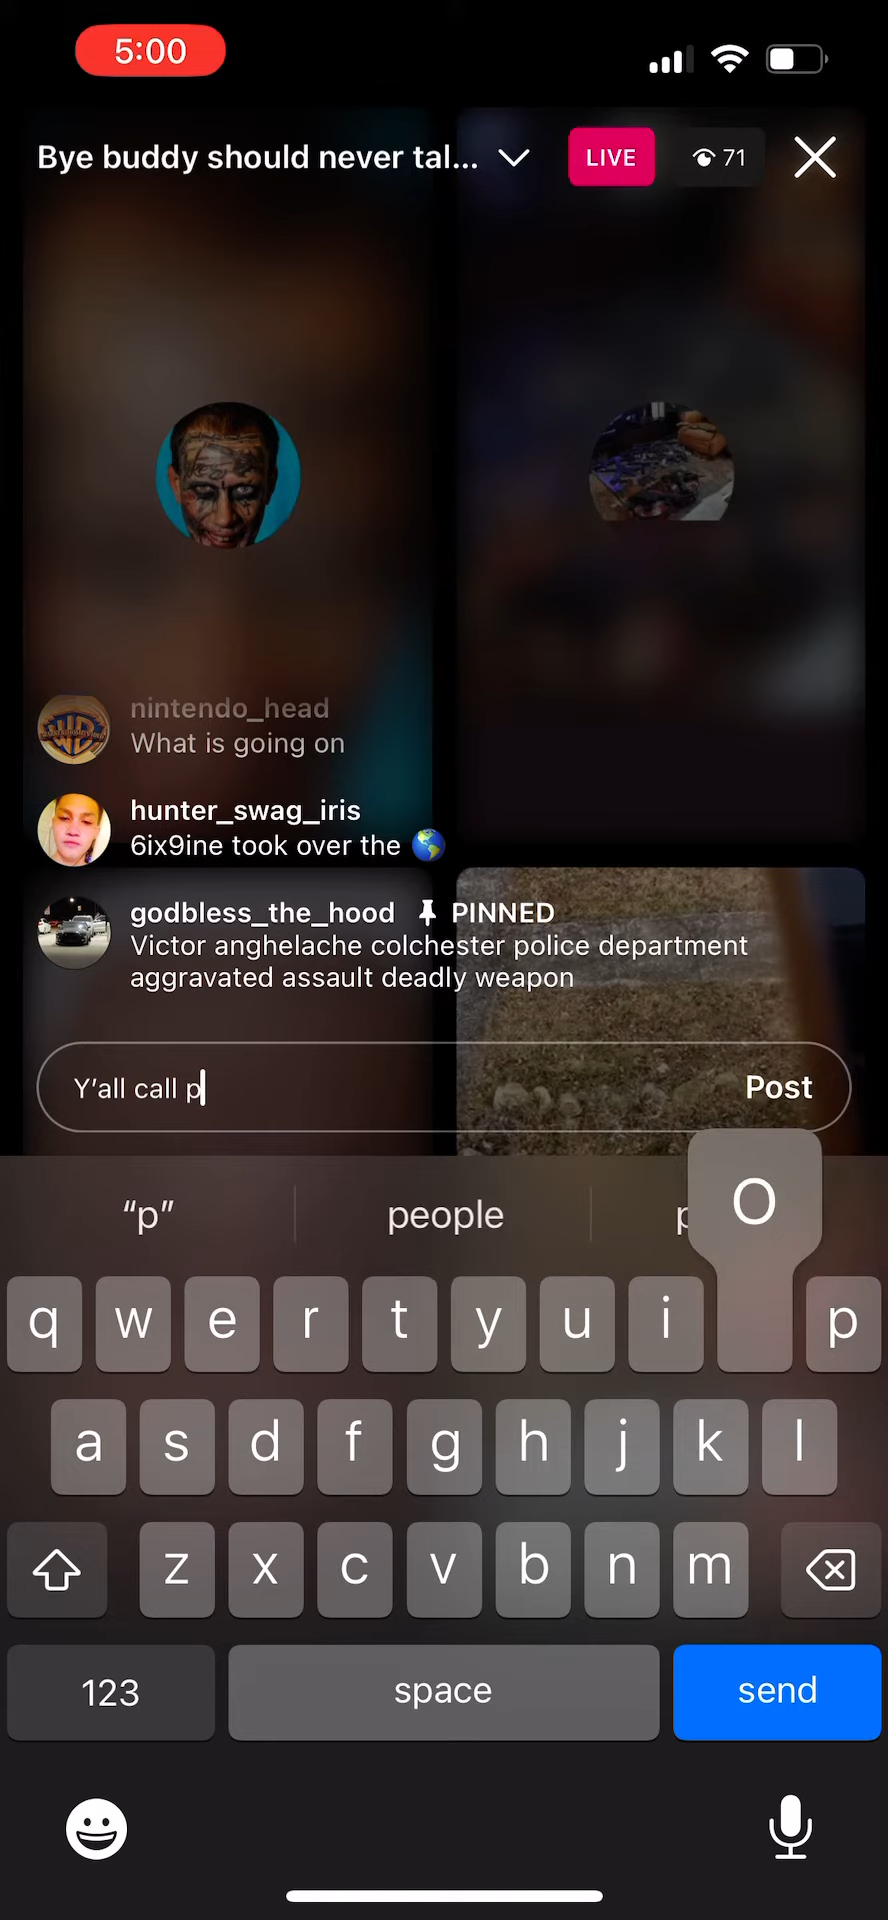 5:00
Bye buddy should never tal...
LIVE
71
nintendo_head
What is going on
hunter_swag_iris
6ix9ine took over the 🌎
godbless_the_hood PINNED
Victor anghelache colchester police department
aggravated assault deadly weapon
Y'all call p
Post
“p” people p
O
q w e r t y u i p
a s d f g h j k l
z x c v b n m
123 space send